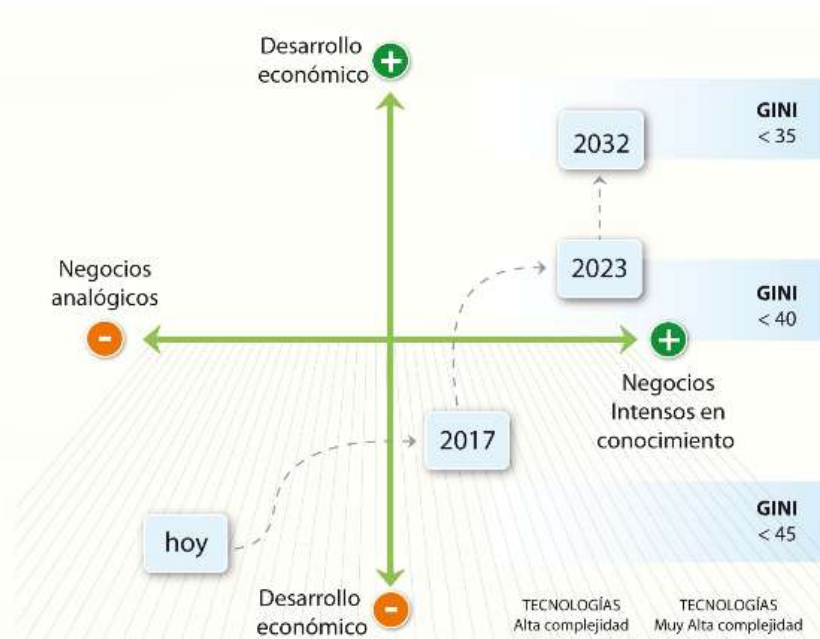 Desarrollo
económico
+
GINI
< 35
2032
Negocios
analógicos
-
2023
GINI
< 40
+
Negocios
Intensos en
conocimiento
2017
GINI
< 45
hoy
Desarrollo
económico
-
TECNOLOGÍAS
Alta complejidad
TECNOLOGÍAS
Muy Alta complejidad